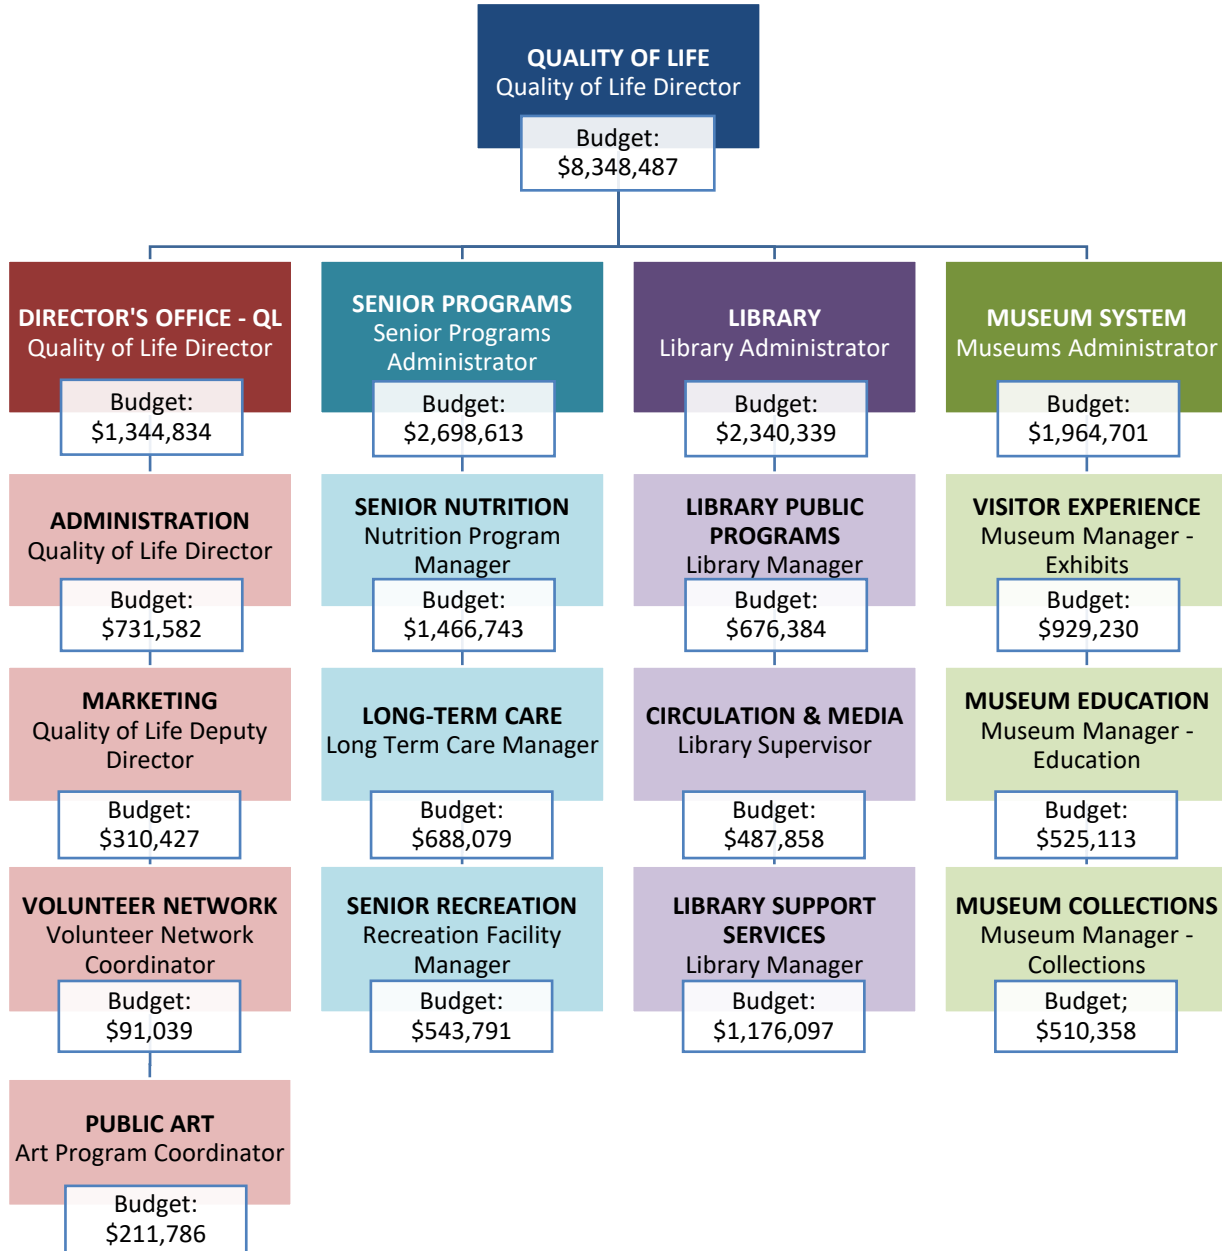 QUALITY OF LIFE
Quality of Life Director
Budget:
$8,348,487
DIRECTOR'S OFFICE - QL
Quality of Life Director
Budget:
$1,344,834
ADMINISTRATION
Quality of Life Director
Budget:
$731,582
MARKETING
Quality of Life Deputy
Director
Budget:
$310,427
VOLUNTEER NETWORK
Volunteer Network
Coordinator
Budget:
$91,039
PUBLIC ART
Art Program Coordinator
Budget:
$211,786
SENIOR PROGRAMS
Senior Programs
Administrator
Budget:
$2,698,613
SENIOR NUTRITION
Nutrition Program
Manager
Budget:
$1,466,743
LONG-TERM CARE
Long Term Care Manager
Budget:
$688,079
SENIOR RECREATION
Recreation Facility
Manager
Budget:
$543,791
LIBRARY
Library Administrator
Budget:
$2,340,339
LIBRARY PUBLIC
PROGRAMS
Library Manager
Budget:
$676,384
CIRCULATION & MEDIA
Library Supervisor
Budget:
$487,858
LIBRARY SUPPORT
SERVICES
Library Manager
Budget:
$1,176,097
MUSEUM SYSTEM
Museums Administrator
Budget:
$1,964,701
VISITOR EXPERIENCE
Museum Manager -
Exhibits
Budget:
$929,230
MUSEUM EDUCATION
Museum Manager -
Education
Budget:
$525,113
MUSEUM COLLECTIONS
Museum Manager -
Collections
Budget;
$510,358